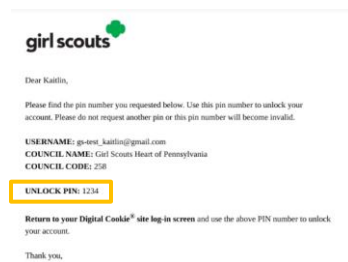 girl scouts
Dear Kaitlin,
Please find the pin number you requested below. Use this pin number to unlock your
account. Please do not request another pin or this pin number will become invalid.
USERNAME: gs-test_kaitlin@gmail.com
COUNCIL NAME: Girl Scouts Heart of Pennsylvania
COUNCIL CODE: 258
UNLOCK PIN: 1234
Return to your Digital Cookie® site log-in screen and use the above PIN number to unlock
your account.
Thank you,